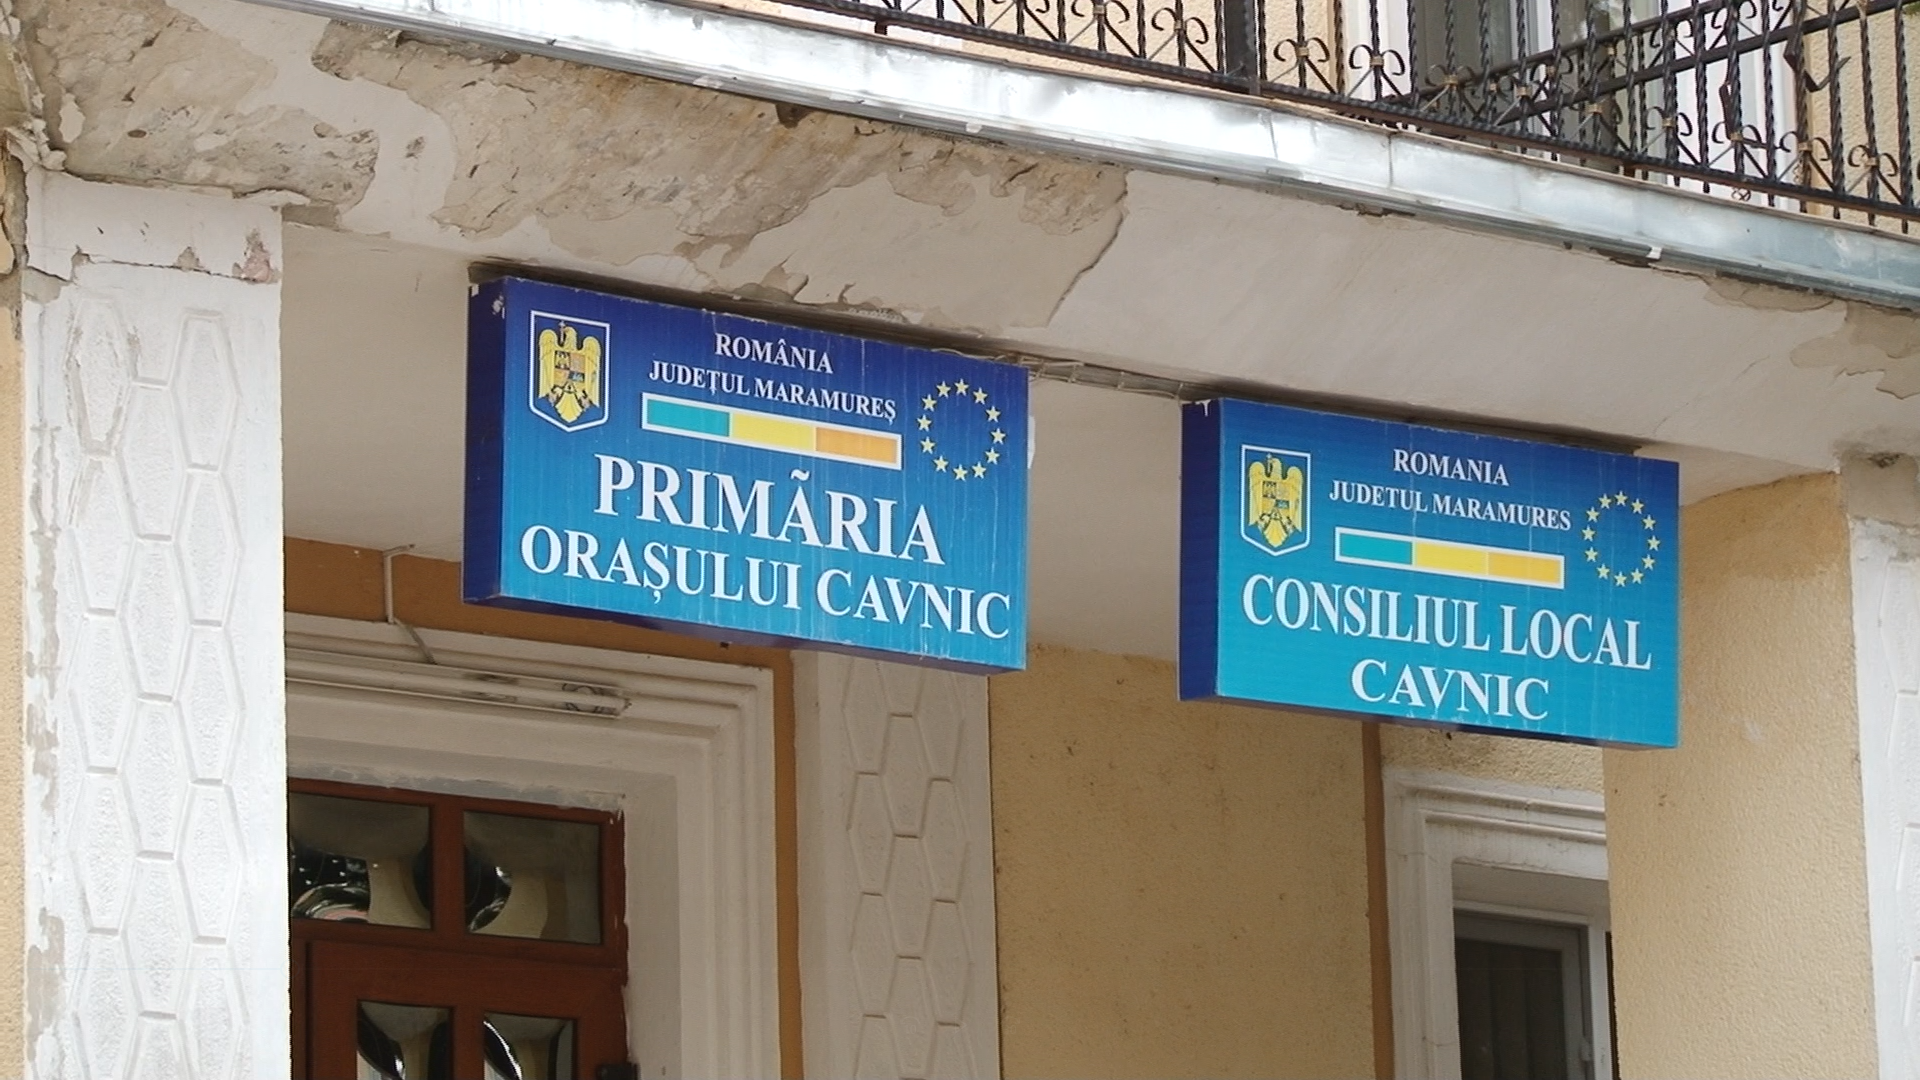 ROMÂNIA
JUDEȚUL MARAMUREȘ
PRIMÃRIA
ORAȘULUI CAVNIC
ROMANIA
JUDETUL MARAMURES
CONSILIUL LOCAL
CAVNIC